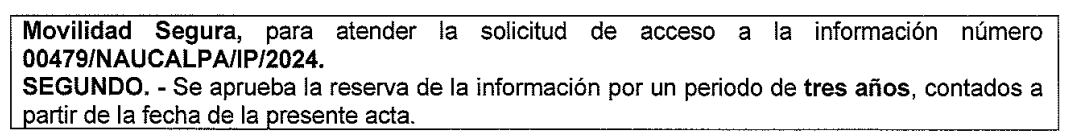 Movilidad Segura, para atender la solicitud de acceso a la información número
00479/NAUCALPA/IP/2024.
SEGUNDO. - Se aprueba la reserva de la información por un periodo de tres años, contados a
partir de la fecha de la presente acta.